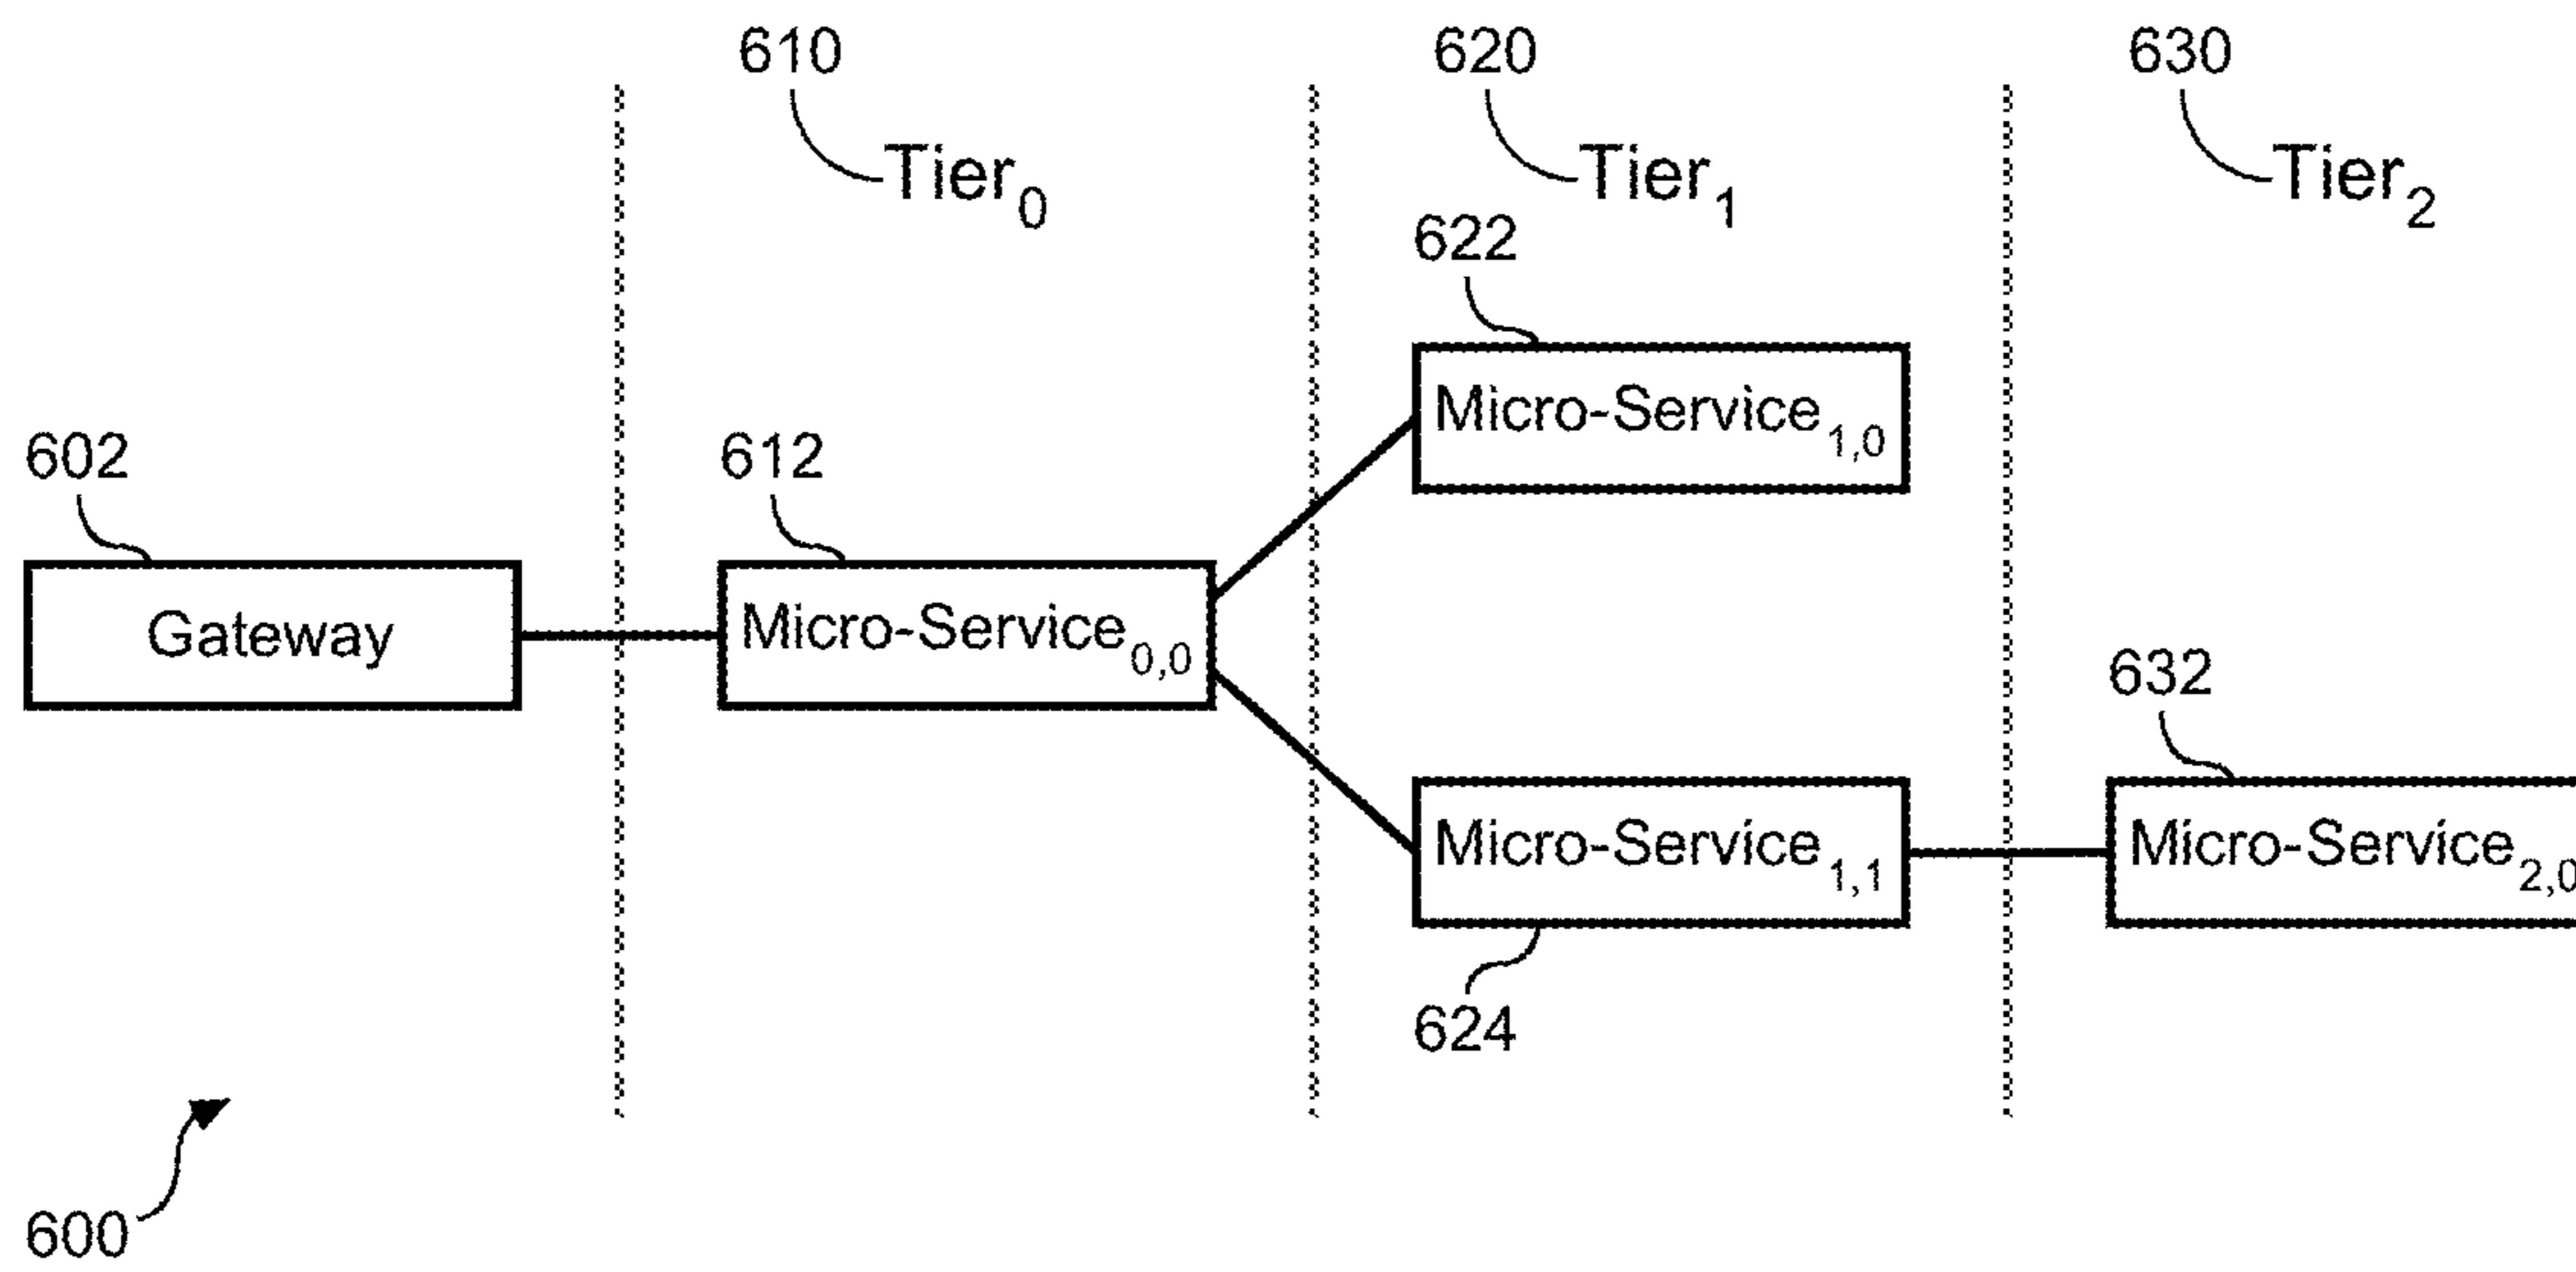 610
620
630
Tier0
Tier1
Tier2
622
Micro-Service1,0
602
612
Gateway
Micro-Service0,0
632
Micro-Service1,1
Micro-Service2,0
624
600